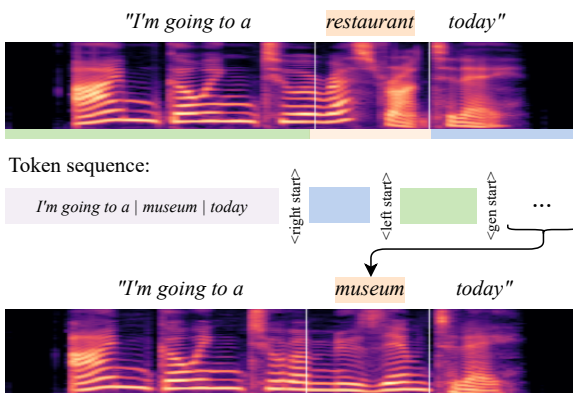 "I'm going to a restaurant today"
Token sequence:
I'm going to a | museum | today <right start> <left start> <gen start> ...
"I'm going to a museum today"